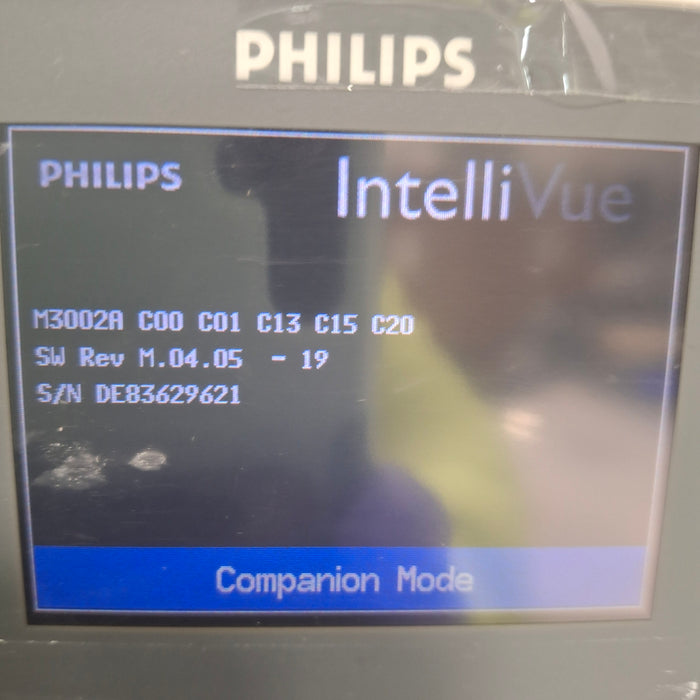 PHILIPS
PHILIPS IntelliVue
M3002A C00 C01 C13 C15 C20
SW Rev M.04.05 - 19
S/N DE83629621
Companion Mode